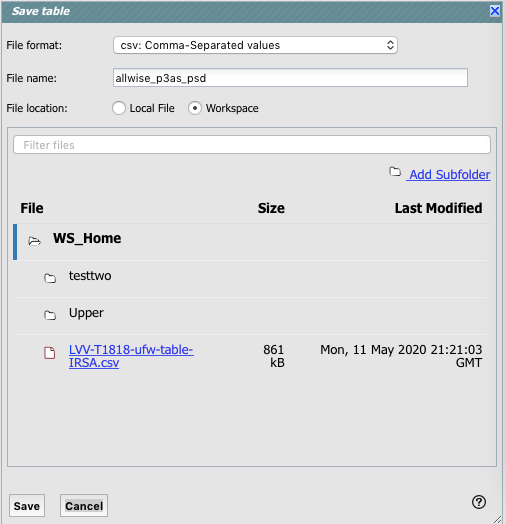 Save table
File format: csv: Comma-Separated values
File name: allwise_p3as_psd
File location: Local File Workspace
Filter files
Add Subfolder
File Size Last Modified
WS_Home
testtwo
Upper
LVV-T1818-ufw-table- 861 Mon, 11 May 2020 21:21:03
IRSA.csv kB GMT
Save Cancel ?